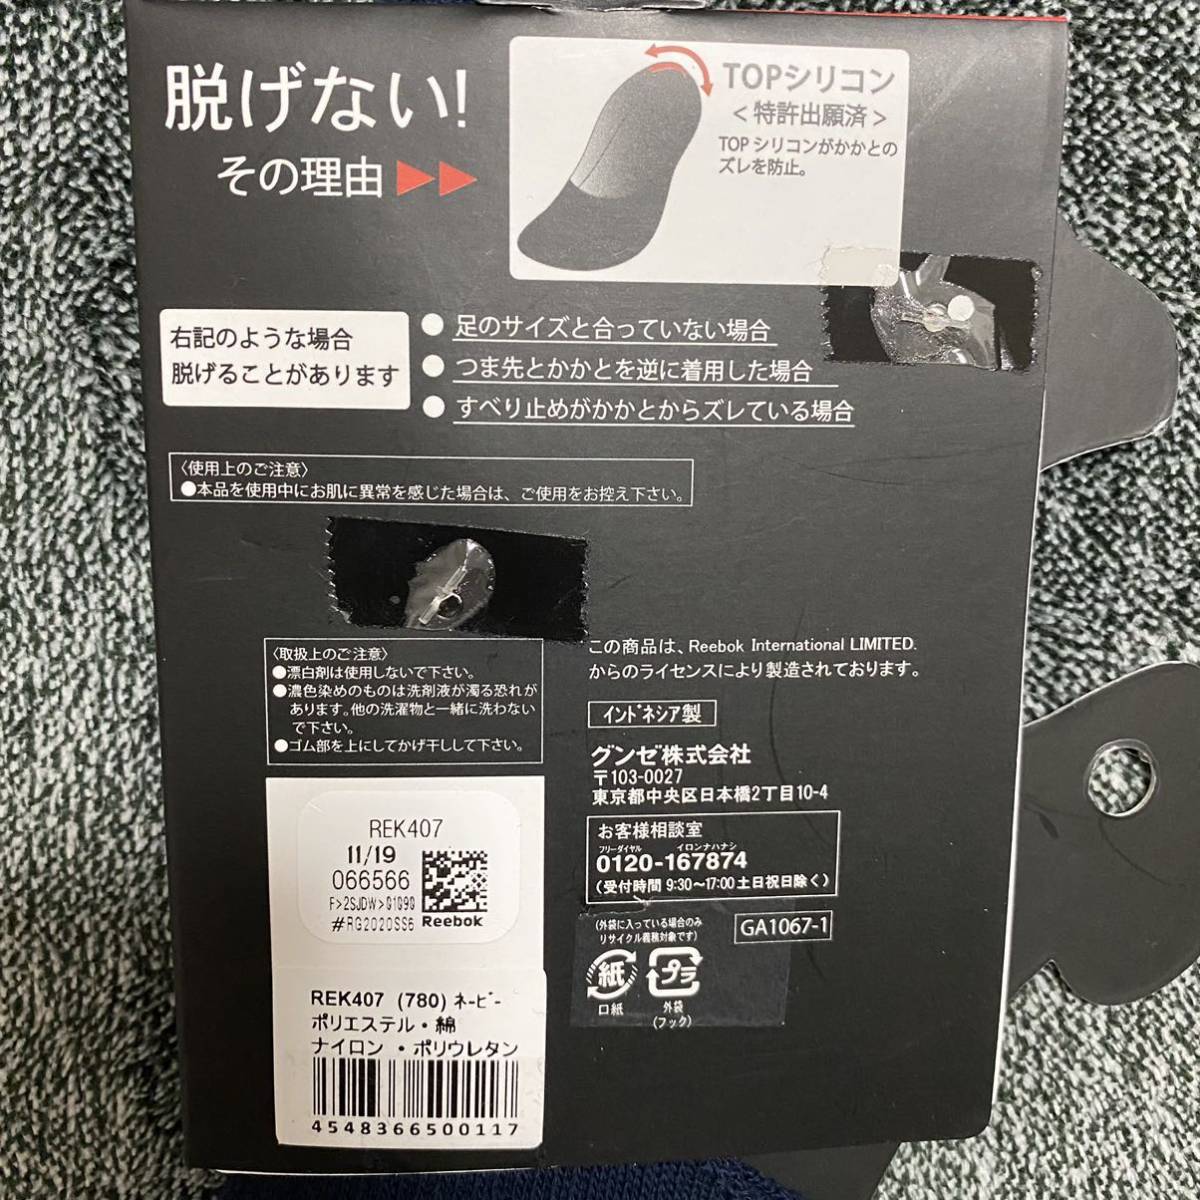 脱げない!
その理由
TOPシリコン
<特許出願済>
TOP シリコンがかかとの
ズレを防止。
右記のような場合
脱げることがあります
● 足のサイズと合っていない場合
● つま先とかかとを逆に着用した場合
● すべり止めがかかとからズレている場合
〈使用上のご注意〉
●本品を使用中にお肌に異常を感じた場合は、ご使用をお控え下さい。
〈取扱上のご注意〉
●漂白剤は使用しないで下さい。
●濃色染めのものは洗剤液が濁る恐れが
あります。他の洗濯物と一緒に洗わない
で下さい。
●ゴム部を上にしてかげ干しして下さい。
この商品は、Reebok International LIMITED.
からのライセンスにより製造されております。
インドネシア製
グンゼ株式会社
〒103-0027
東京都中央区日本橋2丁目10-4
お客様相談室
フリーダイヤル イロンナハナシ
0120-167874
(受付時間 9:30~17:00 土日祝日除く)
(外袋に入っている場合のみ
リサイクル義務対象です)
GA1067-1
紙
プラ
口紙
外袋
(フック)
REK407
11/19
066566
F>2SJDW>01090
#RG2020SS6
Reebok
REK407 (780) ネービー
ポリエステル・綿
ナイロン ・ポリウレタン
4548366500117